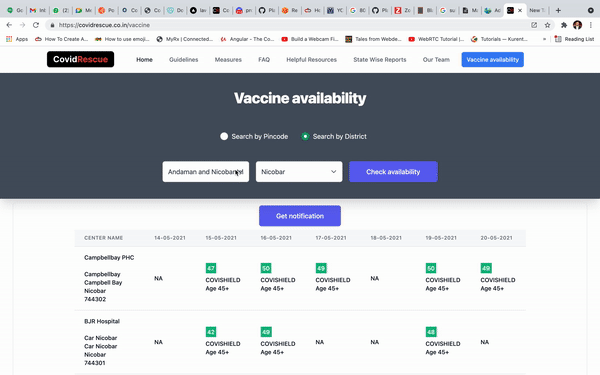 https://covidrescue.co.in/vaccine
Apps
How To Create A...
How to use emoji...
MyRx | Connected...
Angular - The One...
Build a Webcam Fi...
Tales from Webde...
WebRTC Tutorial |...
Tutorials — Kurent...
Reading List
CovidRescue
Home
Guidelines
Measures
FAQ
Helpful Resources
State Wise Reports
Our Team
Vaccine availability
Vaccine availability
Search by Pincode
Search by District
Andaman and Nicobar
Nicobar
Check availability
Get notification
CENTER NAME 14-05-2021 15-05-2021 16-05-2021 17-05-2021 18-05-2021 19-05-2021 20-05-2021
Campbellbay PHC
Campbellbay
Campbell Bay
Nicobar
744302
NA
47
COVISHIELD
Age 45+
50
COVISHIELD
Age 45+
49
COVISHIELD
Age 45+
NA
50
COVISHIELD
Age 45+
49
COVISHIELD
Age 45+
BJR Hospital
Car Nicobar
Car Nicobar
Nicobar
744301
NA
42
COVISHIELD
Age 45+
49
COVISHIELD
Age 45+
NA
NA
48
COVISHIELD
Age 45+
NA